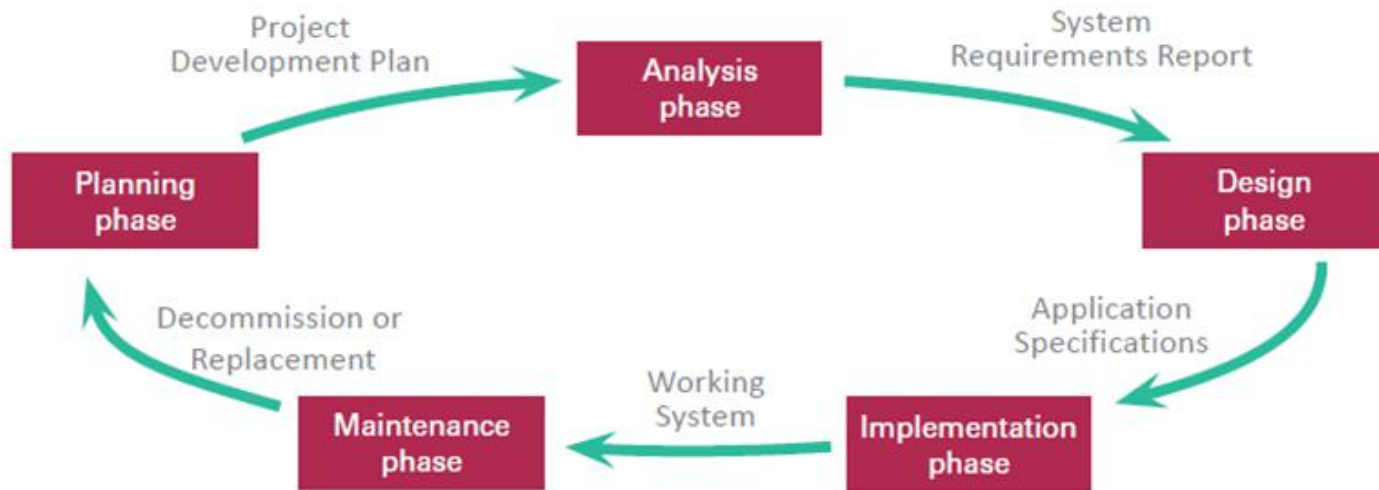 Project
Development Plan
Analysis
phase
System
Requirements Report
Planning
phase
Design
phase
Decommission or
Replacement
Application
Specifications
Working
System
Maintenance
phase
Implementation
phase